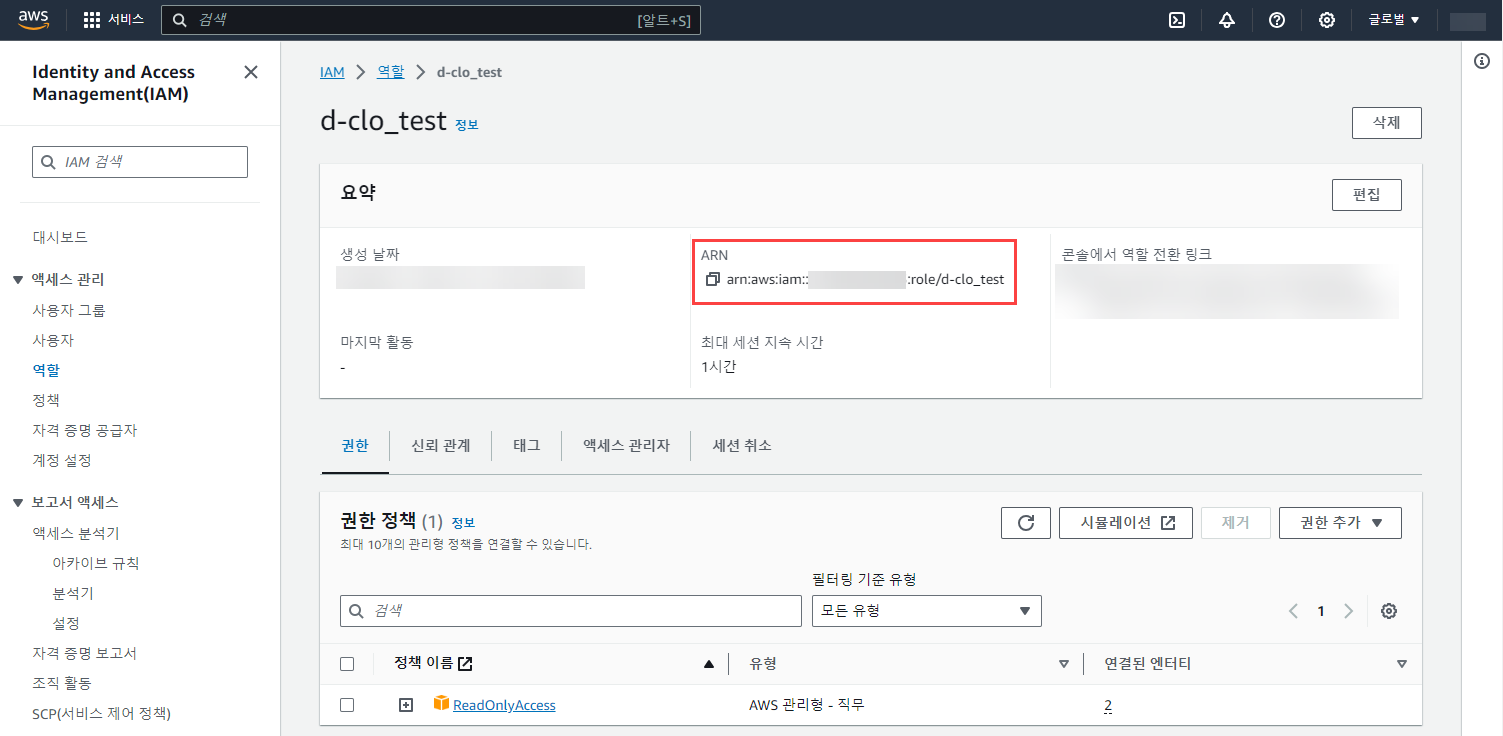 aws
서비스
검색
[알트+S]
글로벌
Identity and Access
Management(IAM)
IAM 검색
대시보드
액세스 관리
사용자 그룹
사용자
역할
정책
자격 증명 공급자
계정 설정
보고서 액세스
액세스 분석기
아카이브 규칙
분석기
설정
자격 증명 보고서
조직 활동
SCP(서비스 제어 정책)
IAM
역할
d-clo_test
d-clo_test 정보
삭제
요약
편집
생성 날짜
ARN
arn:aws:iam:: :role/d-clo_test
콘솔에서 역할 전환 링크
마지막 활동
-
최대 세션 지속 시간
1시간
권한
신뢰 관계
태그
액세스 관리자
세션 취소
권한 정책 (1) 정보
최대 10개의 관리형 정책을 연결할 수 있습니다.
시뮬레이션
제거
권한 추가
필터링 기준 유형
검색
모든 유형
1
정책 이름
유형
연결된 엔터티
ReadOnlyAccess
AWS 관리형 - 직무
2